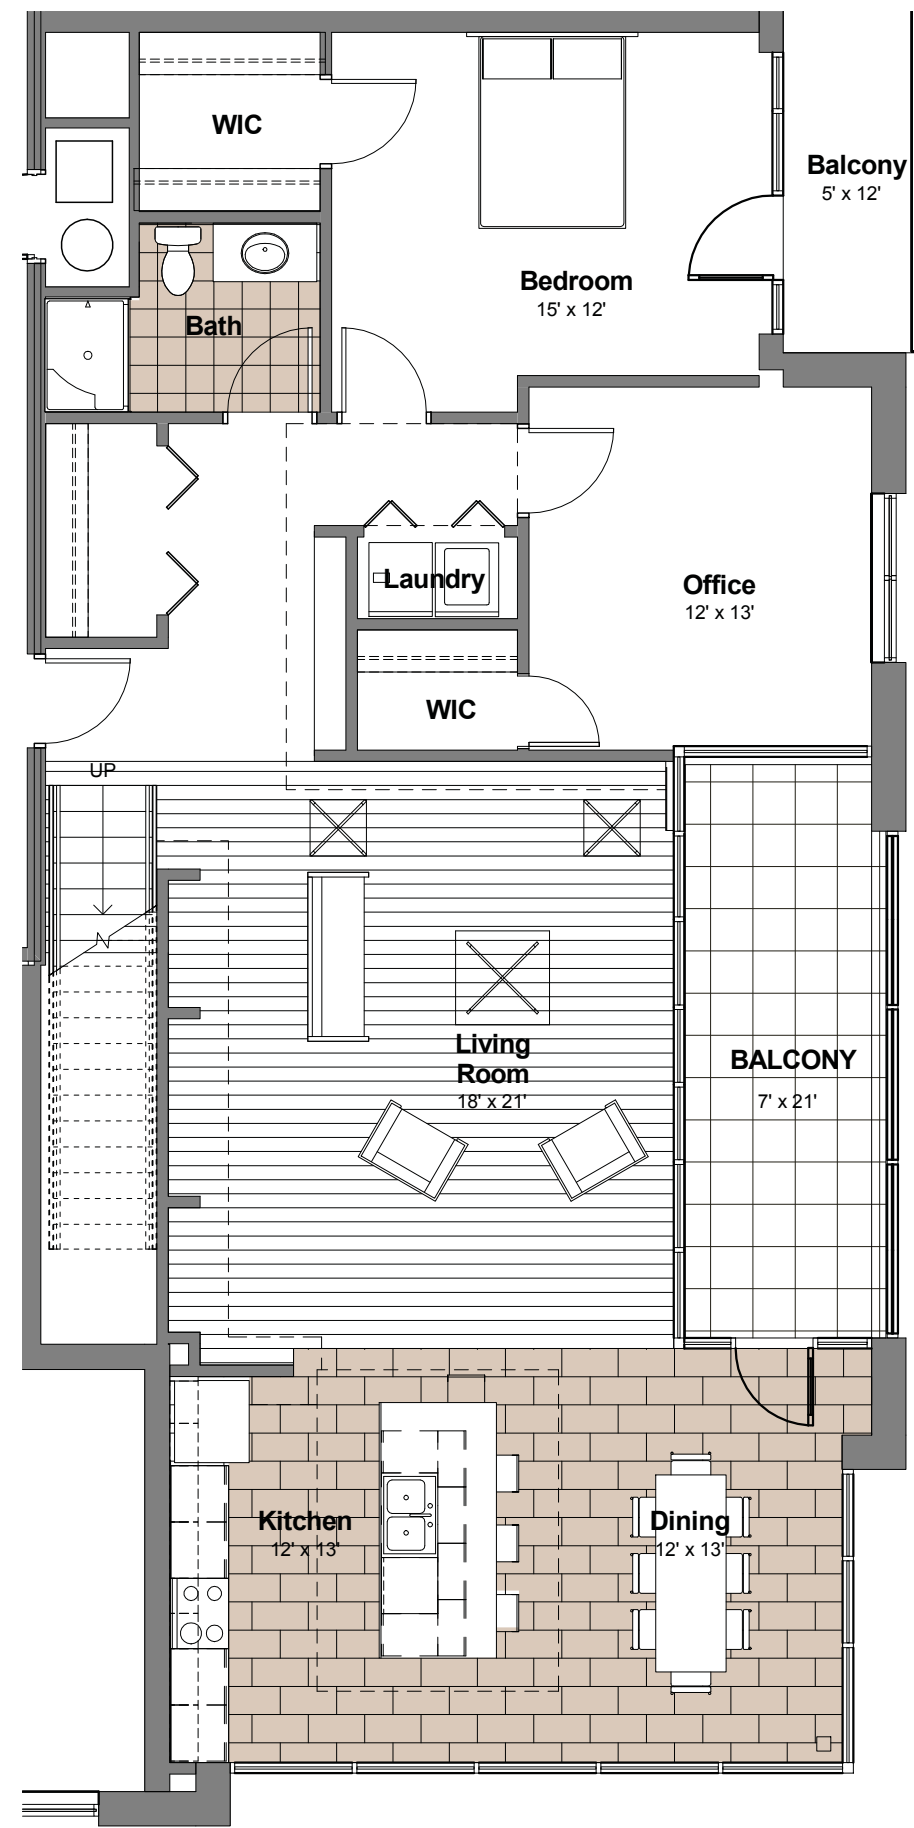 WIC
Balcony
5' x 12'
Bedroom
15' x 12'
Bath
Laundry
Office
12' x 13'
WIC
UP
N
Living
Room
18' x 21'
BALCONY
7' x 21'
Kitchen
12' x 13'
Dining
12' x 13'